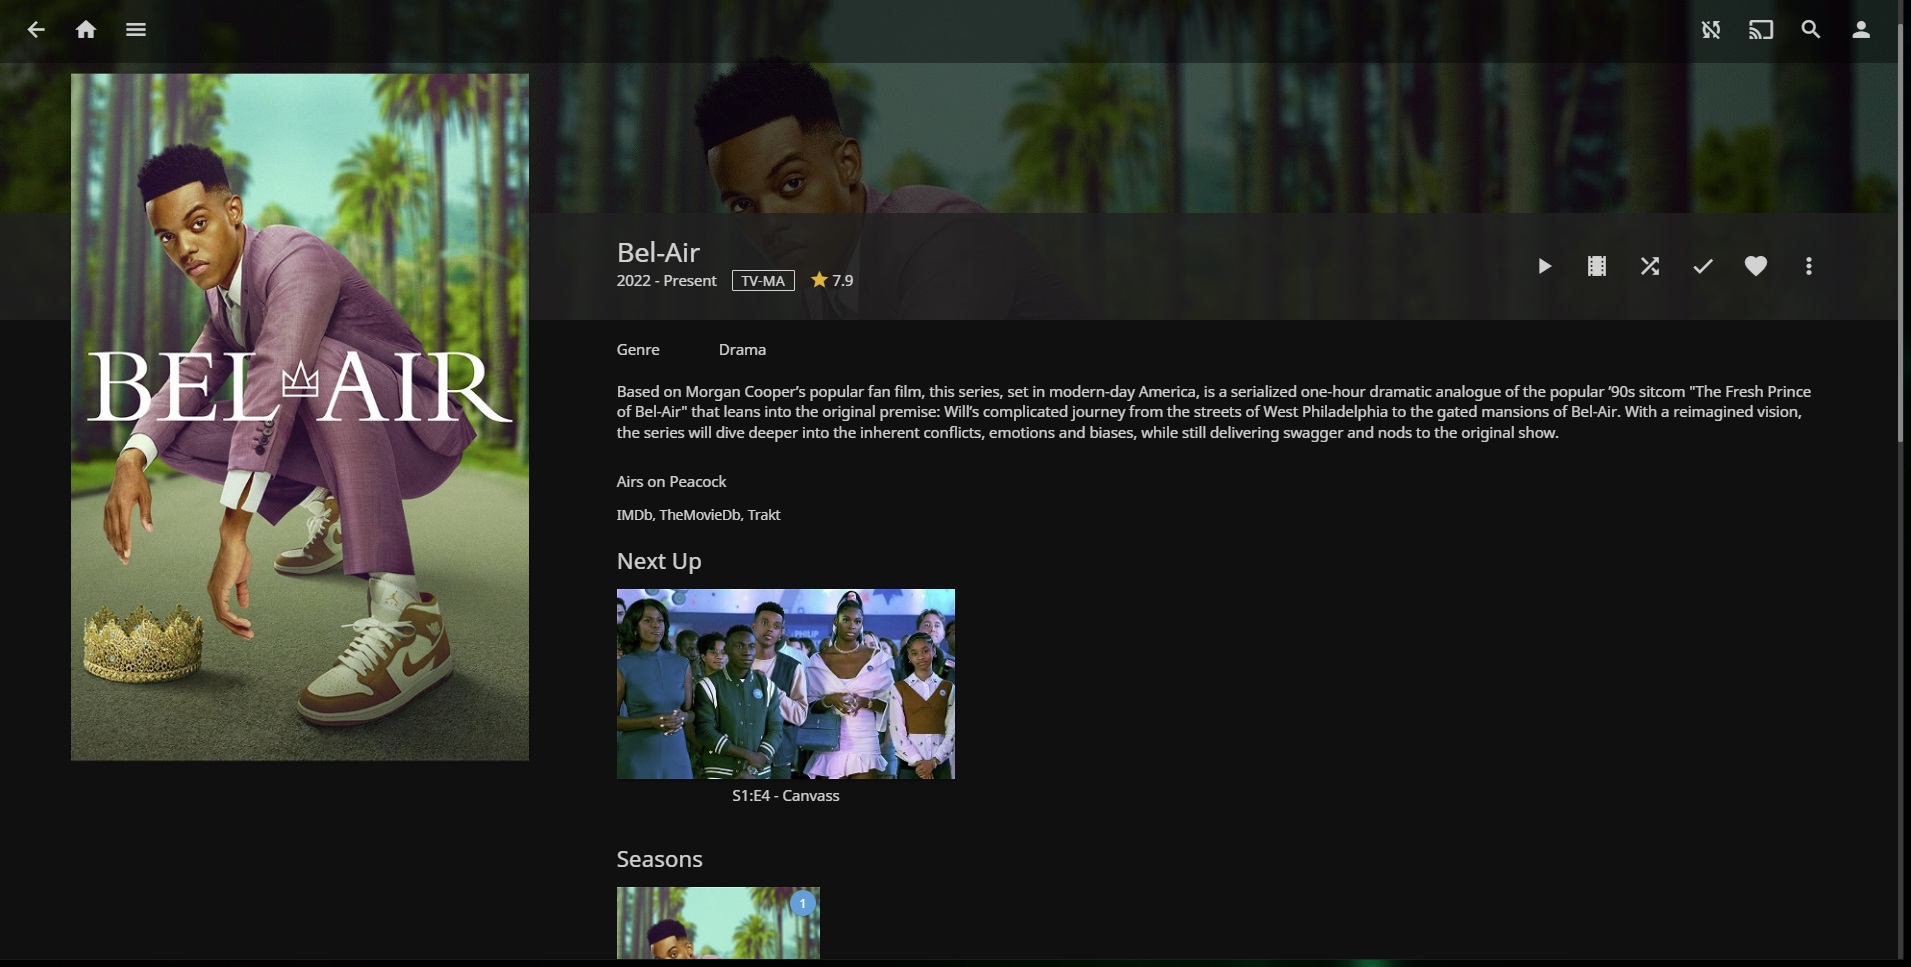 BEL AIR
Bel-Air
2022 - Present TV-MA 7.9
Genre Drama
Based on Morgan Cooper’s popular fan film, this series, set in modern-day America, is a serialized one-hour dramatic analogue of the popular ’90s sitcom "The Fresh Prince
of Bel-Air" that leans into the original premise: Will’s complicated journey from the streets of West Philadelphia to the gated mansions of Bel-Air. With a reimagined vision,
the series will dive deeper into the inherent conflicts, emotions and biases, while still delivering swagger and nods to the original show.
Airs on Peacock
IMDb, TheMovieDb, Trakt
Next Up
PHILIP
S1:E4 - Canvass
Seasons
1